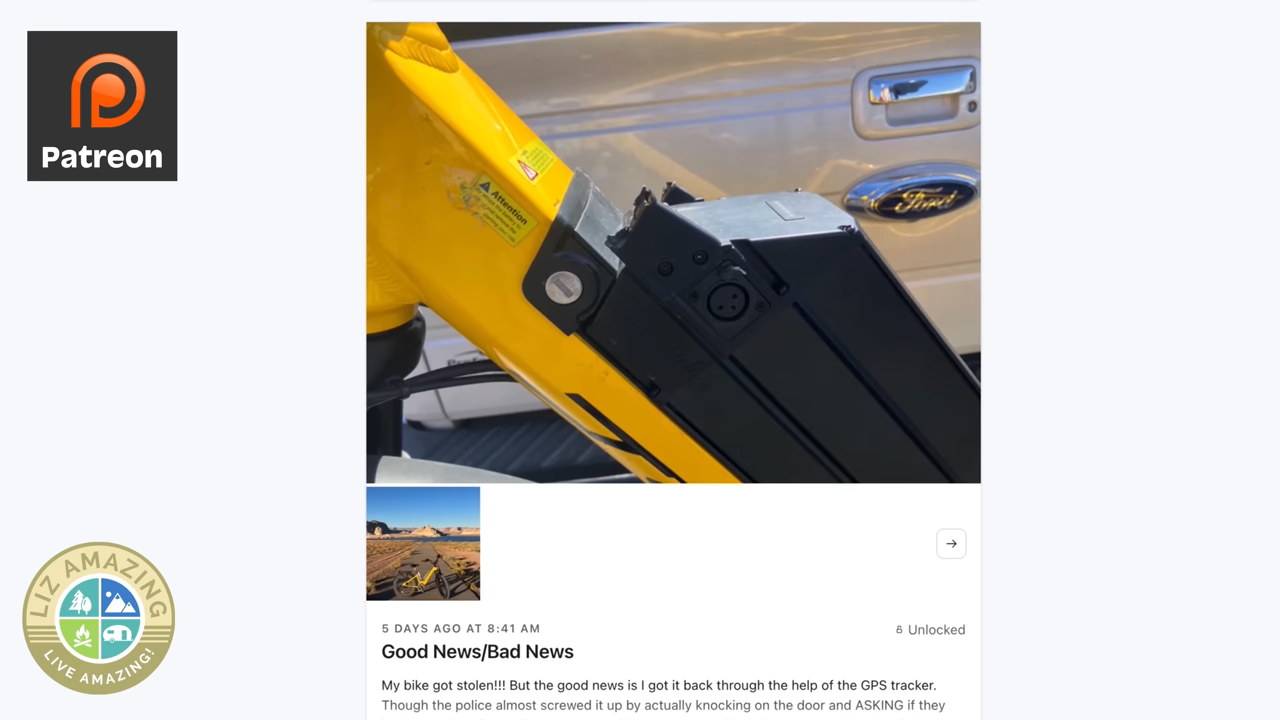 Patreon
Attention
Ford
LIZ AMAZING
LIVE AMAZING!
5 DAYS AGO AT 8:41 AM
Unlocked
Good News/Bad News
My bike got stolen!!! But the good news is I got it back through the help of the GPS tracker.
Though the police almost screwed it up by actually knocking on the door and ASKING if they